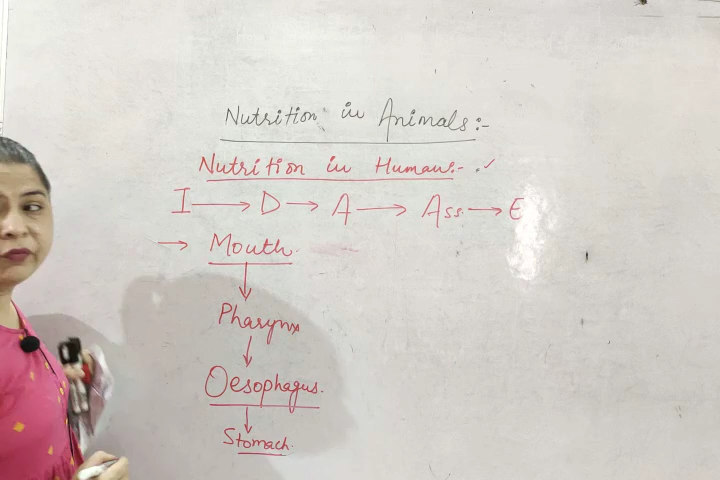 Nutrition in Animals:-
Nutrition in Humans:- ✓
I → D → A → Ass. → E
→ Mouth.
↓
Pharynx
↓
Oesophagus.
↓
Stomach.